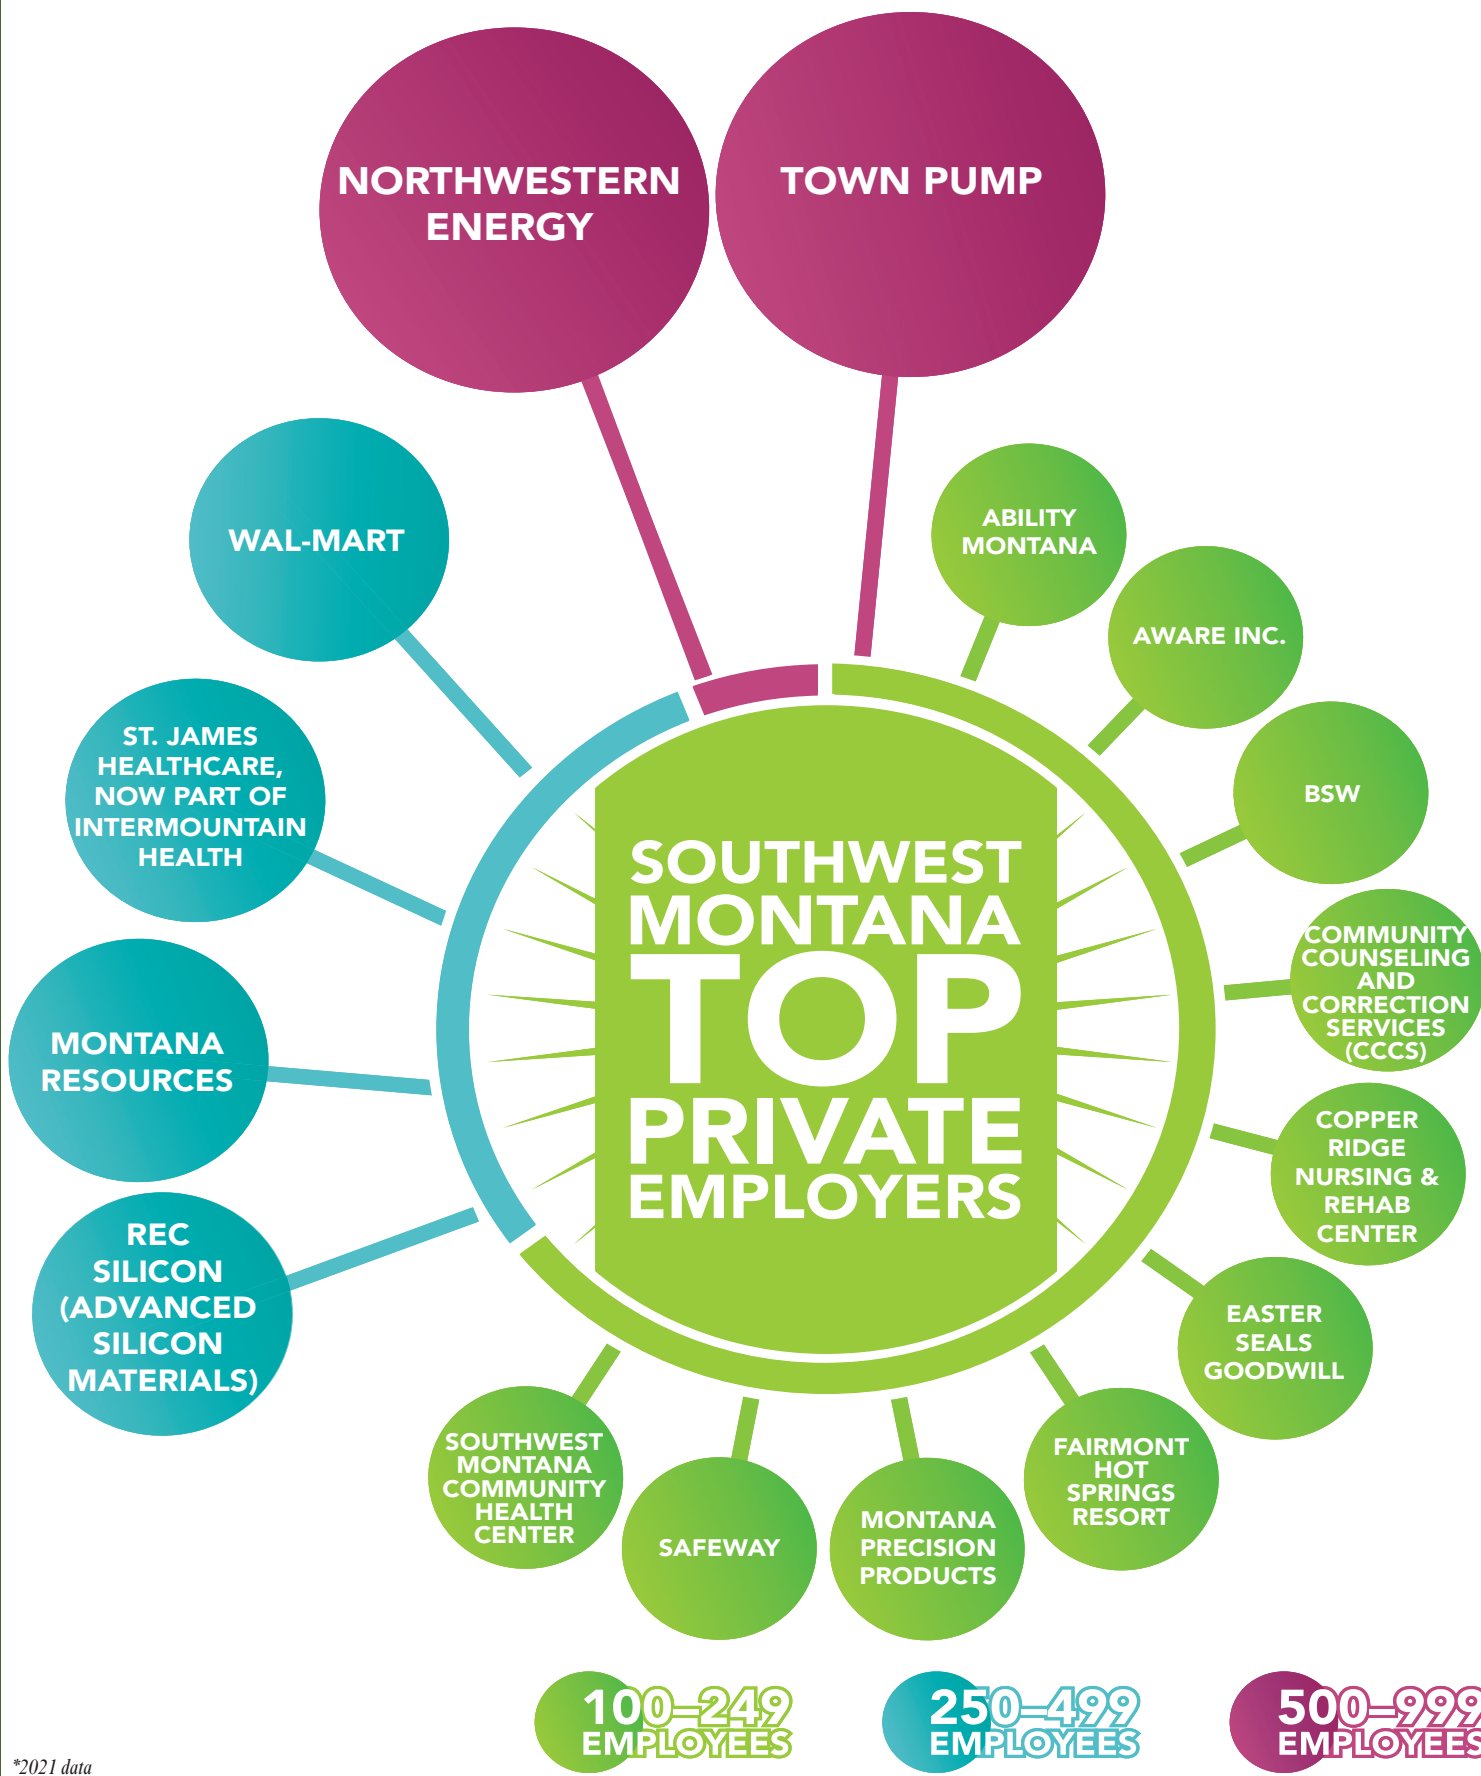 NORTHWESTERN
ENERGY
TOWN PUMP
WAL-MART
ABILITY
MONTANA
AWARE INC.
ST. JAMES
HEALTHCARE,
NOW PART OF
INTERMOUNTAIN
HEALTH
BSW
SOUTHWEST
MONTANA
TOP
PRIVATE
EMPLOYERS
COMMUNITY
COUNSELING
AND
CORRECTION
SERVICES
(CCCS)
MONTANA
RESOURCES
COPPER
RIDGE
NURSING &
REHAB
CENTER
REC
SILICON
(ADVANCED
SILICON
MATERIALS)
EASTER
SEALS
GOODWILL
SOUTHWEST
MONTANA
COMMUNITY
HEALTH
CENTER
SAFEWAY
MONTANA
PRECISION
PRODUCTS
FAIRMONT
HOT
SPRINGS
RESORT
100–249
EMPLOYEES
250–499
EMPLOYEES
500–999
EMPLOYEES
*2021 data